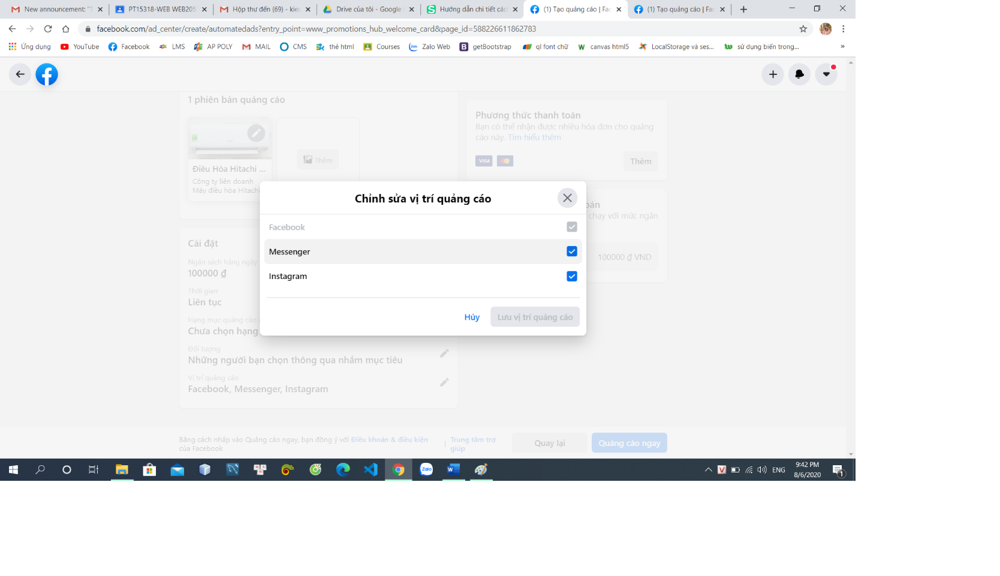 New announcement: "T
PT15318-WEB WEB205
Hộp thư đến (69) - kieu
Drive của tôi - Google
Hướng dẫn chi tiết các
(1) Tạo quảng cáo | Fac
(1) Tạo quảng cáo | Fac
facebook.com/ad_center/create/automatedads?entry_point=www_promotions_hub_welcome_card&page_id=588226611862783
Ứng dụng
YouTube
Facebook
LMS
AP POLY
MAIL
CMS
thẻ html
Courses
Zalo Web
getBootstrap
ql font chữ
canvas html5
LocalStorage và ses...
sử dụng biến trong...
»
1 phiên bản quảng cáo
Thêm
Điều Hòa Hitachi ...
Công ty liên doanh
Máy điều hòa Hitachi
Phương thức thanh toán
Bạn có thể nhận được nhiều hóa đơn cho quảng
cáo này. Tìm hiểu thêm
VISA
Thêm
oán
chạy với mức ngân
100000 ₫ VND
Chỉnh sửa vị trí quảng cáo
Facebook
Messenger
Instagram
Hủy
Lưu vị trí quảng cáo
Cài đặt
Ngân sách hàng ngày
100000 ₫
Thời gian
Liên tục
Hạng mục quảng cáo
Chưa chọn hạng
Đối tượng
Những người bạn chọn thông qua nhắm mục tiêu
Vị trí quảng cáo
Facebook, Messenger, Instagram
Bằng cách nhấp vào Quảng cáo ngay, bạn đồng ý với Điều khoản & điều kiện
của Facebook
|
Trung tâm trợ
giúp
Quay lại
Quảng cáo ngay
Zalo
ENG
9:42 PM
8/6/2020
1